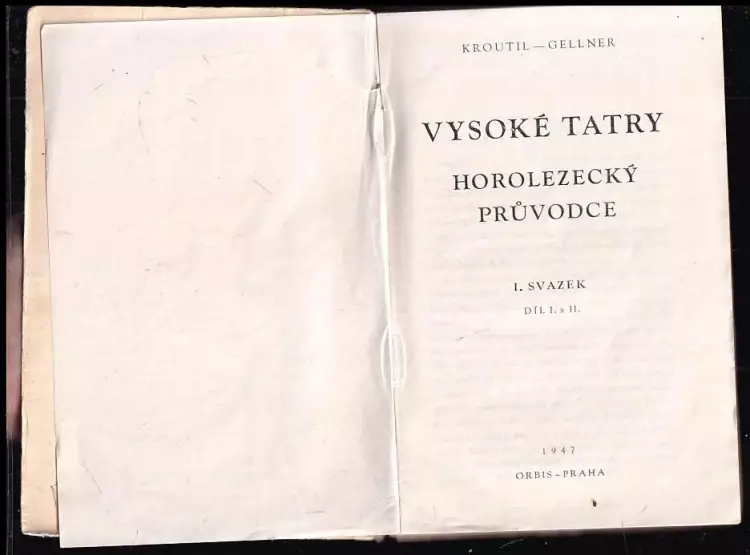 KROUTIL — GELLNER
VYSOKÉ TATRY
HOROLEZECKÝ
PRŮVODCE
I. SVAZEK
DÍL I. a II.
1947
ORBIS - PRAHA